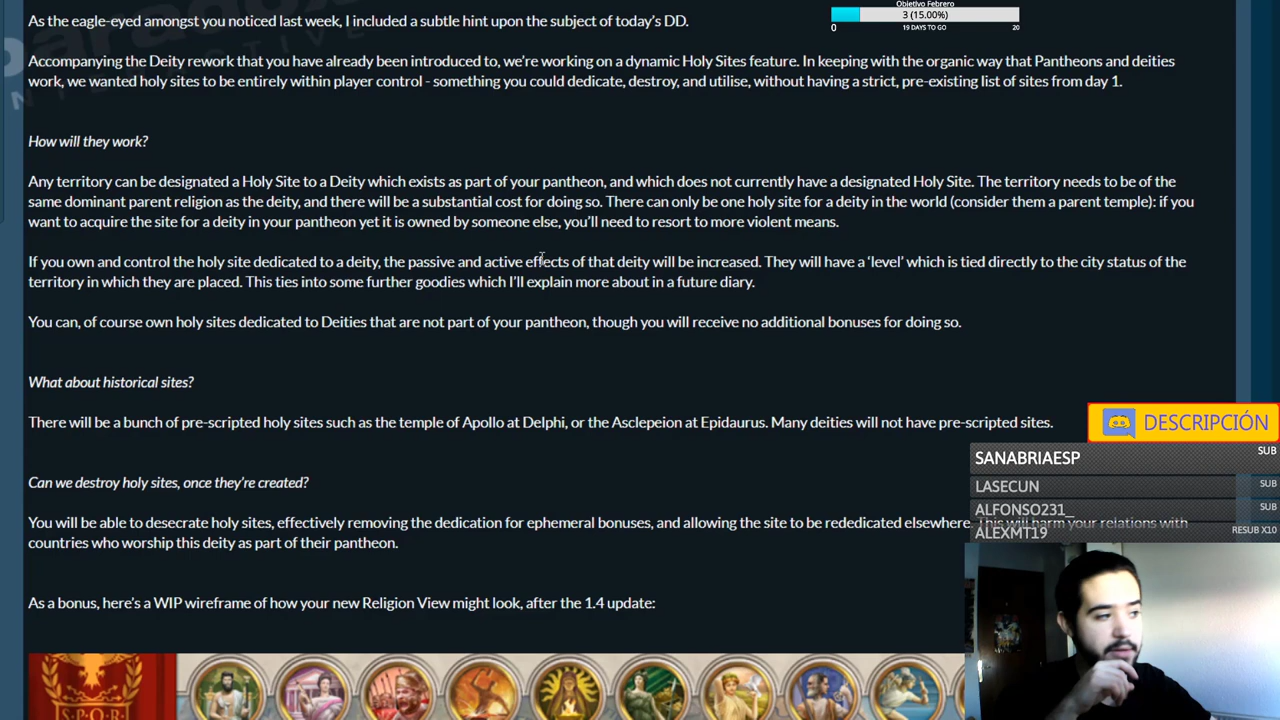 As the eagle-eyed amongst you noticed last week, I included a subtle hint upon the subject of today's DD.
Objetivo Febrero
3 (15.00%)
0
19 DAYS TO GO
20
Accompanying the Deity rework that you have already been introduced to, we're working on a dynamic Holy Sites feature. In keeping with the organic way that Pantheons and deities
work, we wanted holy sites to be entirely within player control - something you could dedicate, destroy, and utilise, without having a strict, pre-existing list of sites from day 1.
How will they work?
Any territory can be designated a Holy Site to a Deity which exists as part of your pantheon, and which does not currently have a designated Holy Site. The territory needs to be of the
same dominant parent religion as the deity, and there will be a substantial cost for doing so. There can only be one holy site for a deity in the world (consider them a parent temple): if you
want to acquire the site for a deity in your pantheon yet it is owned by someone else, you'll need to resort to more violent means.
If you own and control the holy site dedicated to a deity, the passive and active effects of that deity will be increased. They will have a 'level' which is tied directly to the city status of the
territory in which they are placed. This ties into some further goodies which I'll explain more about in a future diary.
You can, of course own holy sites dedicated to Deities that are not part of your pantheon, though you will receive no additional bonuses for doing so.
What about historical sites?
There will be a bunch of pre-scripted holy sites such as the temple of Apollo at Delphi, or the Asclepeion at Epidaurus. Many deities will not have pre-scripted sites.
DESCRIPCIÓN
SANABRIAESP SUB
LASECUN SUB
ALFONSO231_ SUB
ALEXMT19 RESUB X10
Can we destroy holy sites, once they're created?
You will be able to desecrate holy sites, effectively removing the dedication for ephemeral bonuses, and allowing the site to be rededicated elsewhere. This will harm your relations with
countries who worship this deity as part of their pantheon.
As a bonus, here's a WIP wireframe of how your new Religion View might look, after the 1.4 update:
S·P·Q·R